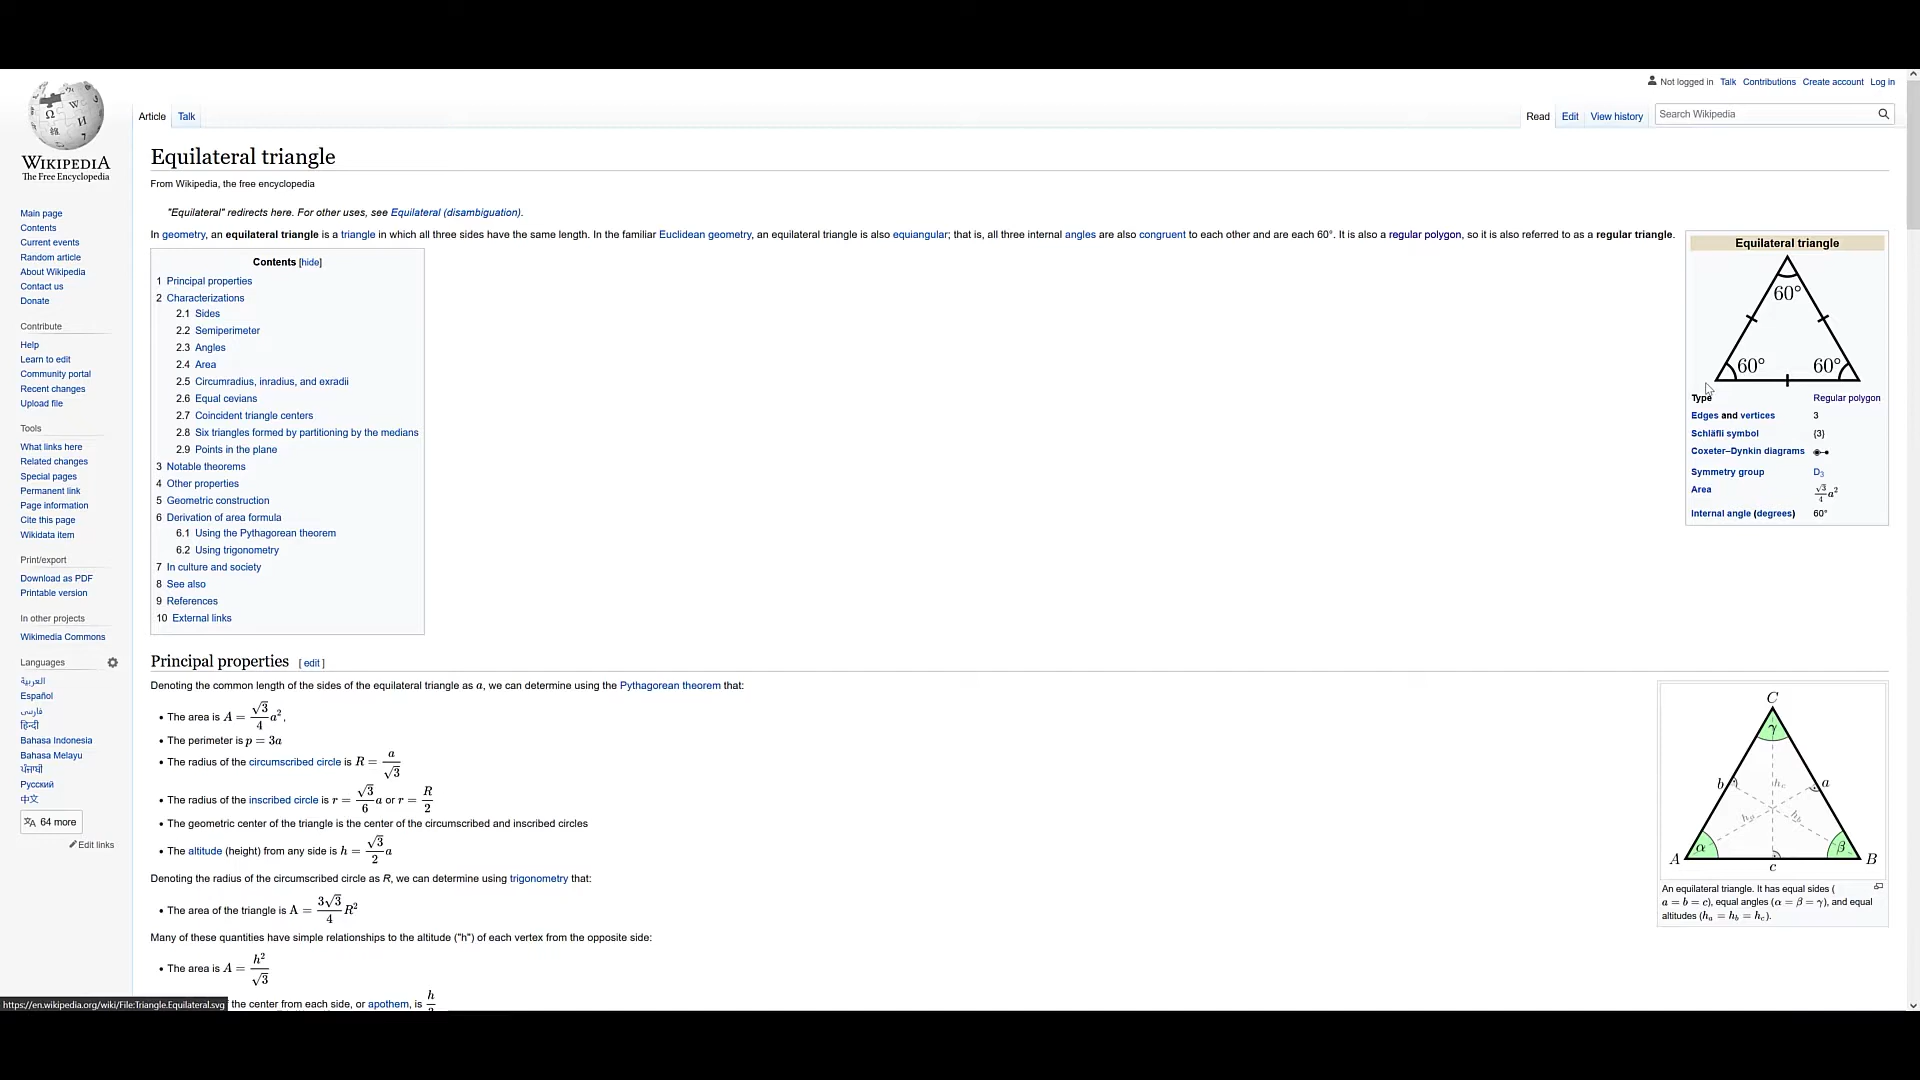 Not logged in Talk Contributions Create account Log in
Article Talk
Read Edit View history Search Wikipedia
WIKIPEDIA
The Free Encyclopedia
Main page
Contents
Current events
Random article
About Wikipedia
Contact us
Donate
Contribute
Help
Learn to edit
Community portal
Recent changes
Upload file
Tools
What links here
Related changes
Special pages
Permanent link
Page information
Cite this page
Wikidata item
Print/export
Download as PDF
Printable version
In other projects
Wikimedia Commons
Languages
العربية
Español
فارسی
हिन्दी
Bahasa Indonesia
Bahasa Melayu
ਪੰਜਾਬੀ
Русский
中文
64 more
Edit links
Equilateral triangle
From Wikipedia, the free encyclopedia
"Equilateral" redirects here. For other uses, see Equilateral (disambiguation).
In geometry, an equilateral triangle is a triangle in which all three sides have the same length. In the familiar Euclidean geometry, an equilateral triangle is also equiangular; that is, all three internal angles are also congruent to each other and are each 60°. It is also a regular polygon, so it is also referred to as a regular triangle.
Contents [hide]
1 Principal properties
2 Characterizations
2.1 Sides
2.2 Semiperimeter
2.3 Angles
2.4 Area
2.5 Circumradius, inradius, and exradii
2.6 Equal cevians
2.7 Coincident triangle centers
2.8 Six triangles formed by partitioning by the medians
2.9 Points in the plane
3 Notable theorems
4 Other properties
5 Geometric construction
6 Derivation of area formula
6.1 Using the Pythagorean theorem
6.2 Using trigonometry
7 In culture and society
8 See also
9 References
10 External links
Equilateral triangle
60°
60° 60°
Type Regular polygon
Edges and vertices 3
Schläfli symbol {3}
Coxeter–Dynkin diagrams
Symmetry group D₃
Area √3/4 a²
Internal angle (degrees) 60°
Principal properties [ edit ]
Denoting the common length of the sides of the equilateral triangle as a, we can determine using the Pythagorean theorem that:
• The area is A = √3/4 a²,
• The perimeter is p = 3a
• The radius of the circumscribed circle is R = a/√3
• The radius of the inscribed circle is r = √3/6 a or r = R/2
• The geometric center of the triangle is the center of the circumscribed and inscribed circles
• The altitude (height) from any side is h = √3/2 a
Denoting the radius of the circumscribed circle as R, we can determine using trigonometry that:
• The area of the triangle is A = 3√3/4 R²
Many of these quantities have simple relationships to the altitude ("h") of each vertex from the opposite side:
• The area is A = h²/√3
the center from each side, or apothem, is h
C
γ
b h_c a
h_a h_b
α β
A c B
An equilateral triangle. It has equal sides (
a = b = c), equal angles (α = β = γ), and equal
altitudes (h_a = h_b = h_c).
https://en.wikipedia.org/wiki/File:Triangle.Equilateral.svg